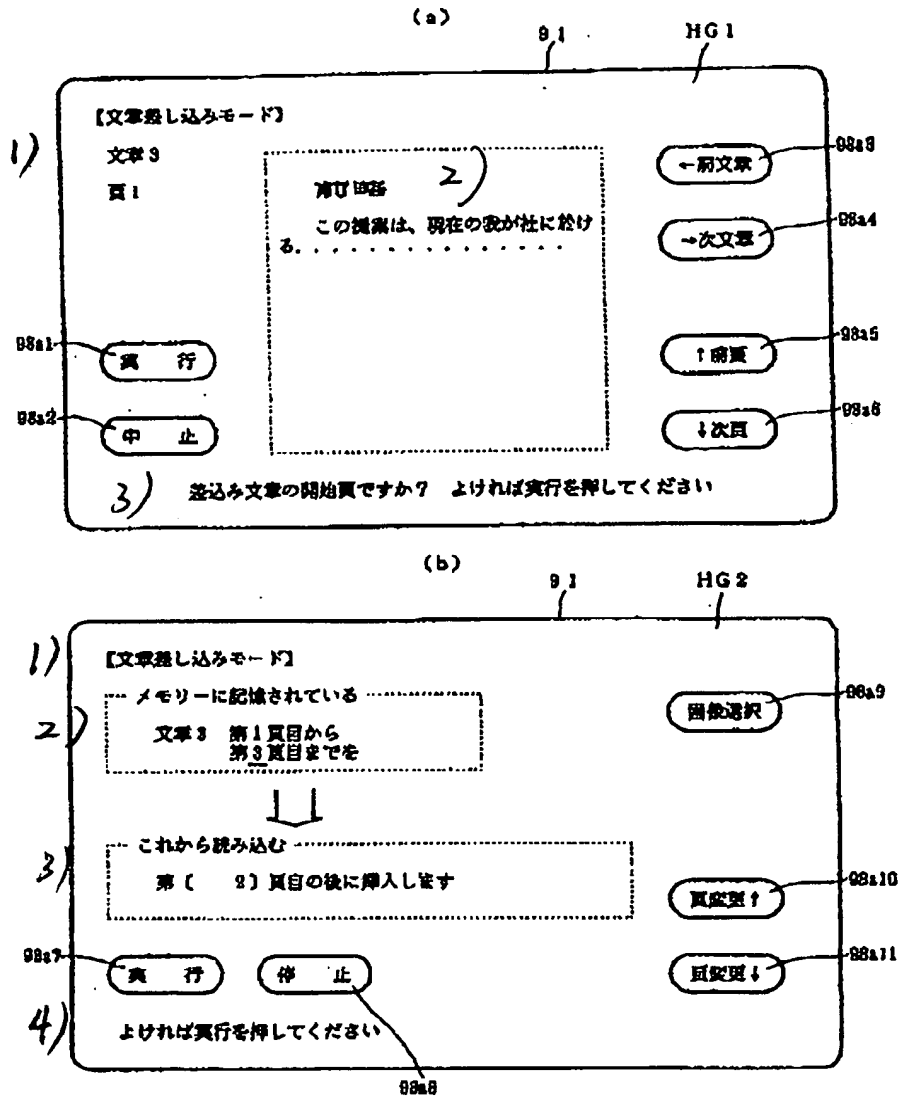 (a)
91
HG1
【文章差し込みモード】
1)
文章3
頁1
2)
この提案は、現在の我が社に於け
る. . . . . . . . . . . . . . .
←前文章
98a3
→次文章
98a4
98a1
実 行
↑前頁
98a5
98a2
中 止
↓次頁
98a6
3)
差込み文章の開始頁ですか? よければ実行を押してください
(b)
91
HG2
1)
【文章差し込みモード】
2)
メモリーに記憶されている
文章3 第1頁目から
第3頁目までを
画像選択
98a9
3)
これから読み込む
第〔 2〕頁目の後に挿入します
頁変更↑
98a10
98a7
実 行
停 止
頁変更↓
98a11
4)
よければ実行を押してください
98a8